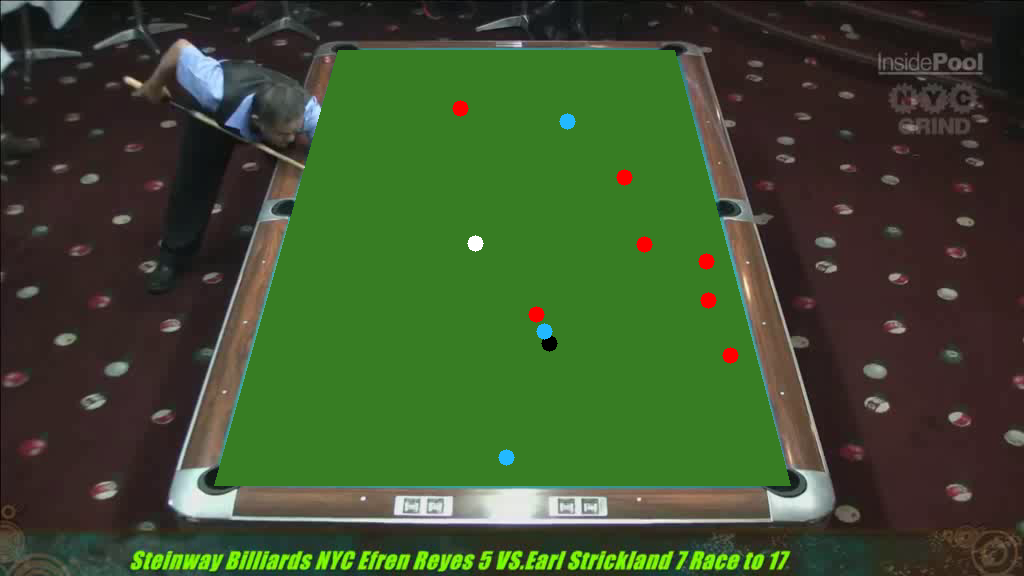 InsidePool
NYC
GRIND
Steinway Billiards NYC Efren Reyes 5 VS.Earl Strickland 7 Race to 17